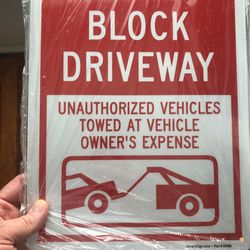 BLOCK
DRIVEWAY
UNAUTHORIZED VEHICLES
TOWED AT VEHICLE
OWNER'S EXPENSE